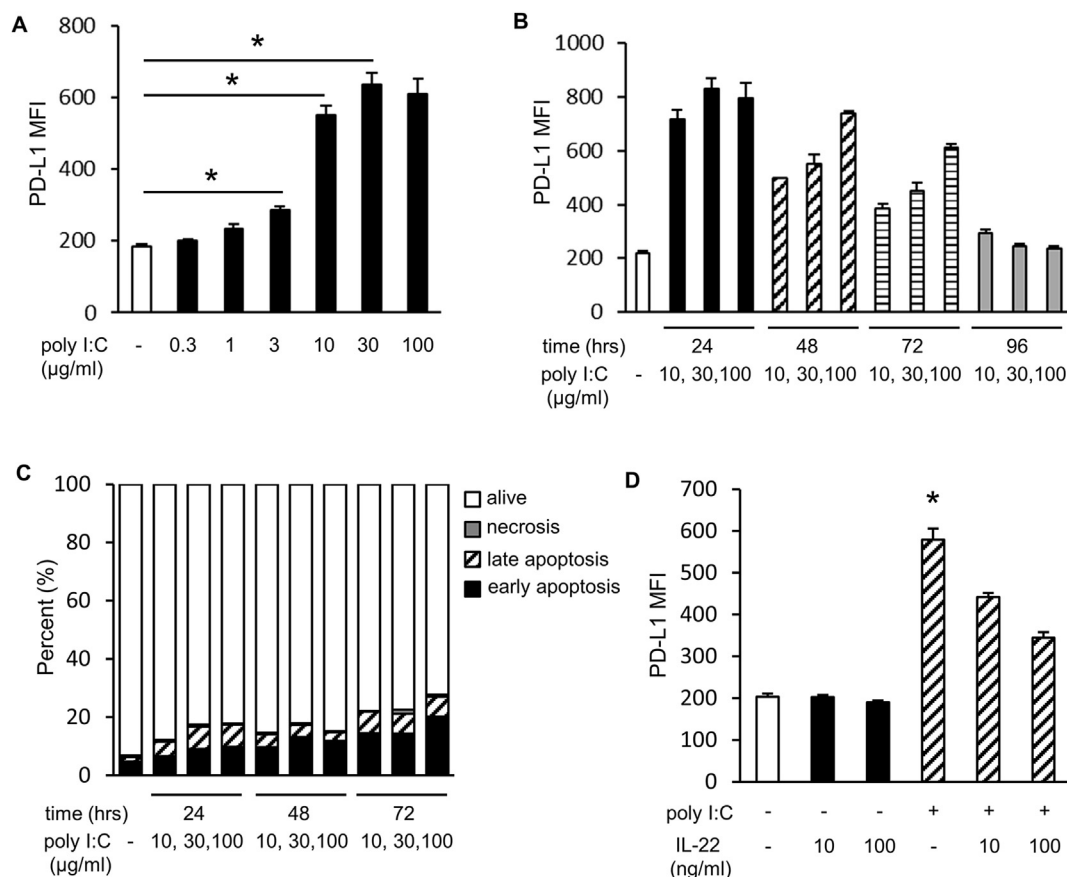 A
PD-L1 MFI
800
600
400
200
0
*
*
*
poly I:C - 0.3 1 3 10 30 100
(µg/ml)
B
PD-L1 MFI
1000
800
600
400
200
0
time (hrs) 24 48 72 96
poly I:C - 10, 30,100 10, 30,100 10, 30,100 10, 30,100
(µg/ml)
C
Percent (%)
100
80
60
40
20
0
alive
necrosis
late apoptosis
early apoptosis
time (hrs) 24 48 72
poly I:C - 10, 30,100 10, 30,100 10, 30,100
(µg/ml)
D
PD-L1 MFI
700
600
500
400
300
200
100
0
*
poly I:C - - - + + +
IL-22 - 10 100 - 10 100
(ng/ml)